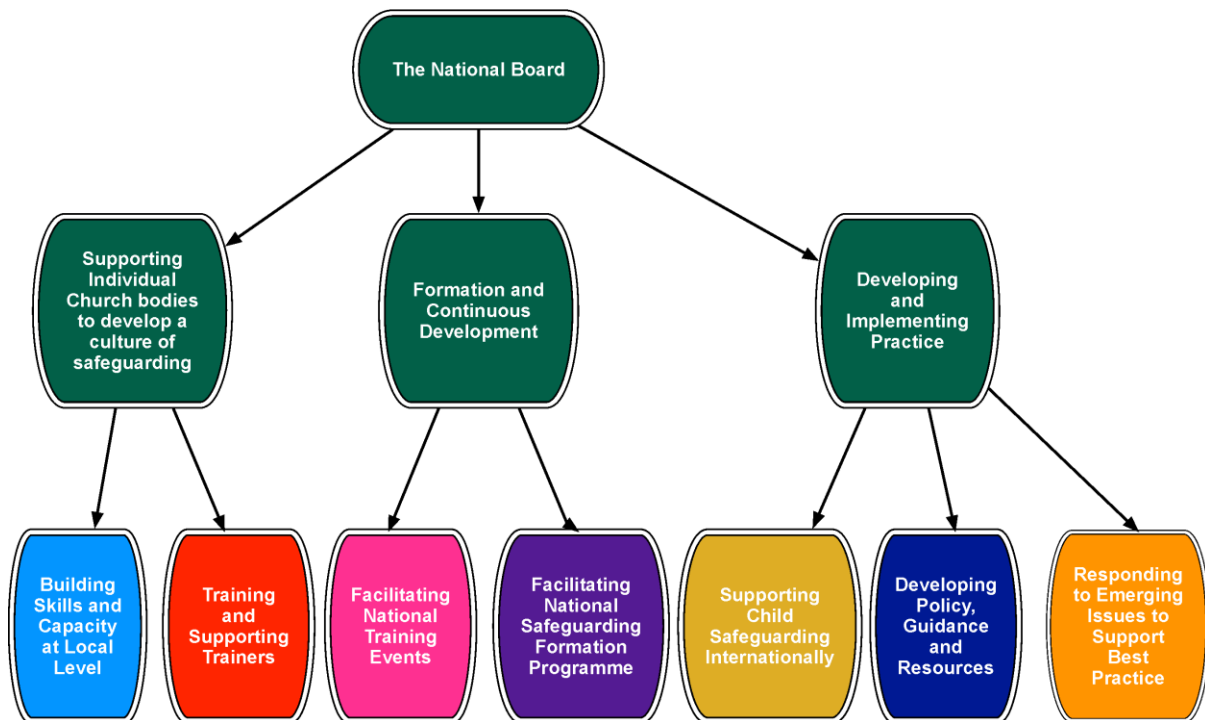 The National Board
Supporting
Individual
Church bodies
to develop a
culture of
safeguarding
Formation and
Continuous
Development
Developing
and
Implementing
Practice
Building
Skills and
Capacity
at Local
Level
Training
and
Supporting
Trainers
Facilitating
National
Training
Events
Facilitating
National
Safeguarding
Formation
Programme
Supporting
Child
Safeguarding
Internationally
Developing
Policy,
Guidance
and
Resources
Responding
to Emerging
Issues to
Support
Best
Practice